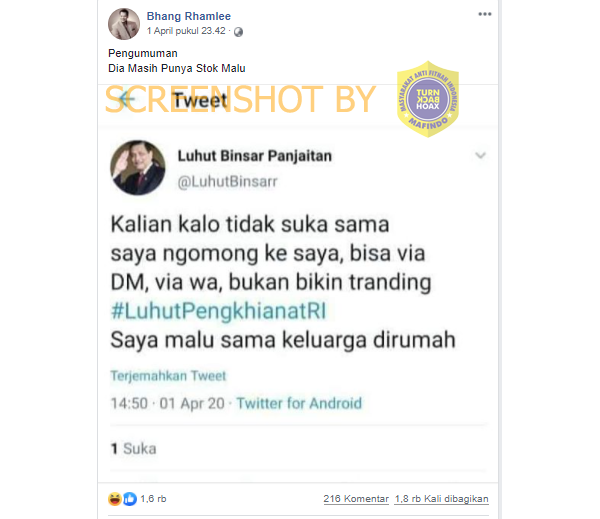 Bhang Rhamlee
1 April pukul 23.42 ·
Pengumuman
Dia Masih Punya Stok Malu
SCREENSHOT BY
Tweet
MASYARAKAT ANTI FITNAH INDONESIA
TURN
BACK
HOAX
MAFINDO
Luhut Binsar Panjaitan
@LuhutBinsarr
Kalian kalo tidak suka sama
saya ngomong ke saya, bisa via
DM, via wa, bukan bikin tranding
#LuhutPengkhianatRI
Saya malu sama keluarga dirumah
Terjemahkan Tweet
14:50 · 01 Apr 20 · Twitter for Android
1 Suka
1,6 rb
216 Komentar 1,8 rb Kali dibagikan